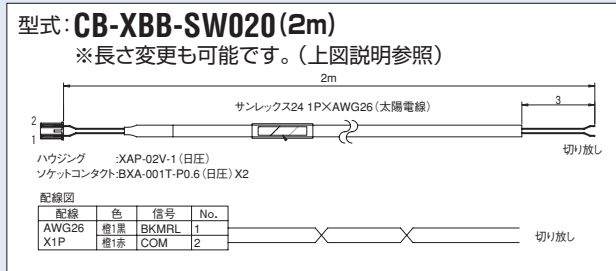 型式：CB-XBB-SW020(2m)
※長さ変更も可能です。（上図説明参照）
2m
サンレックス24 1P×AWG26（太陽電線）
3
2
1
切り放し
ハウジング :XAP-02V-1（日圧）
ソケットコンタクト:BXA-001T-P0.6（日圧）X2
配線図
配線 色 信号 No.
AWG26 橙1黒 BKMRL 1
X1P 橙1赤 COM 2
切り放し